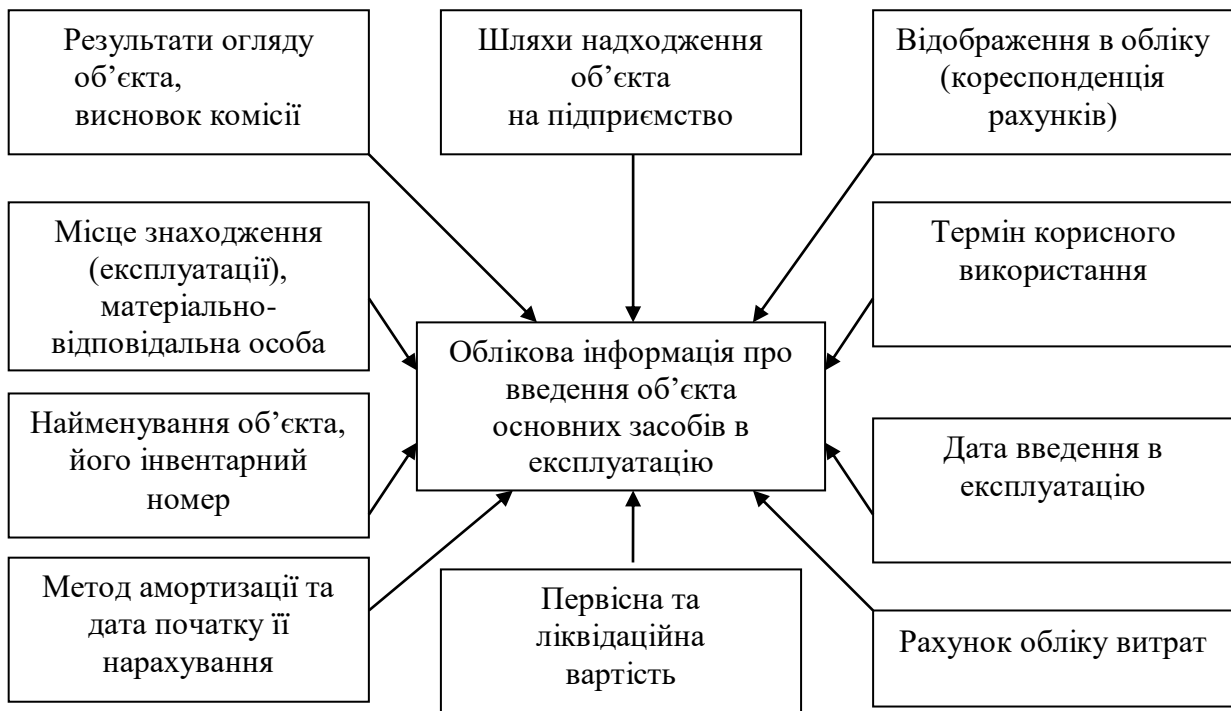 Результати огляду
об’єкта,
висновок комісії
Шляхи надходження
об’єкта
на підприємство
Відображення в обліку
(кореспонденція
рахунків)
Місце знаходження
(експлуатації),
матеріально-
відповідальна особа
Термін корисного
використання
Облікова інформація про
введення об’єкта
основних засобів в
експлуатацію
Найменування об’єкта,
його інвентарний
номер
Дата введення в
експлуатацію
Метод амортизації та
дата початку її
нарахування
Первісна та
ліквідаційна
вартість
Рахунок обліку витрат